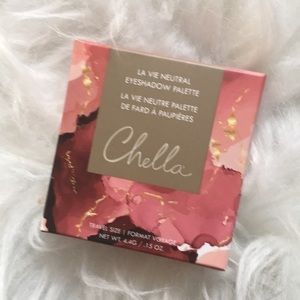 LA VIE NEUTRAL
EYESHADOW PALETTE
LA VIE NEUTRE PALETTE
DE FARD À PAUPIÈRES
Chella
TRAVEL SIZE | FORMAT VOYAGE
NET WT. 4.4G / .15 OZ.